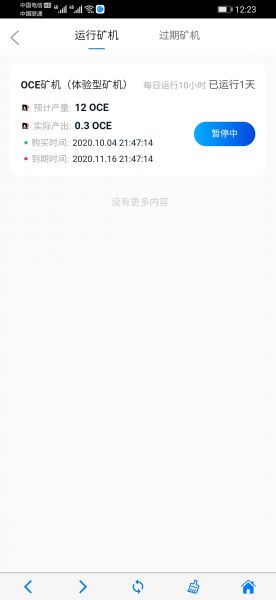 中国电信 HD
中国联通
12:23
运行矿机 过期矿机
OCE矿机（体验型矿机） 每日运行10小时 已运行1天
预计产量: 12 OCE
实际产出: 0.3 OCE
暂停中
购买时间: 2020.10.04 21:47:14
到期时间: 2020.11.16 21:47:14
没有更多内容